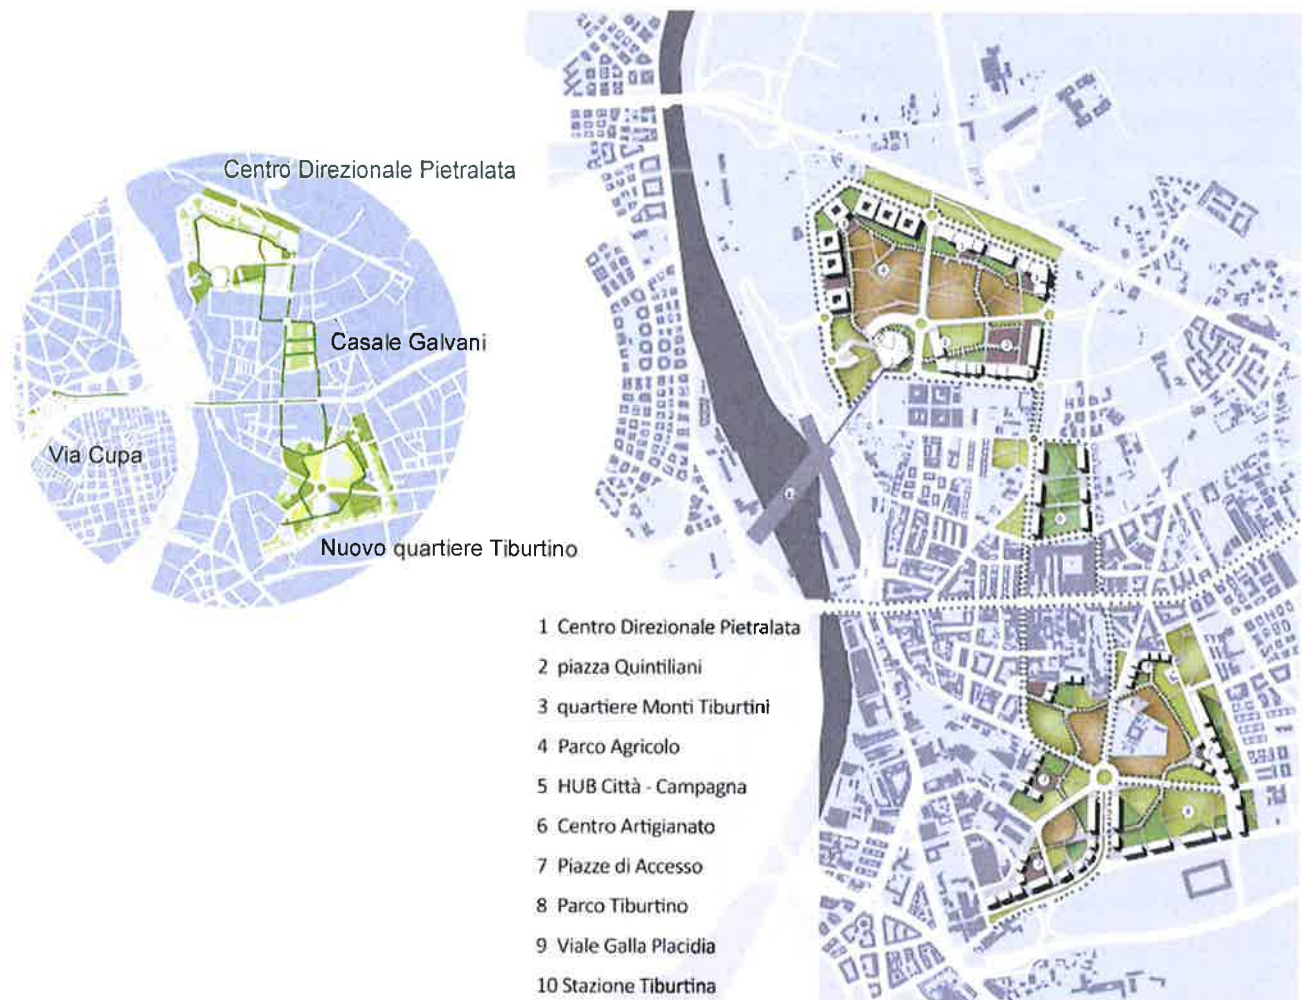 Centro Direzionale Pietralata
Casale Galvani
Via Cupa
Nuovo quartiere Tiburtino
1 Centro Direzionale Pietralata
2 piazza Quintiliani
3 quartiere Monti Tiburtini
4 Parco Agricolo
5 HUB Città - Campagna
6 Centro Artigianato
7 Piazze di Accesso
8 Parco Tiburtino
9 Viale Galla Placidia
10 Stazione Tiburtina